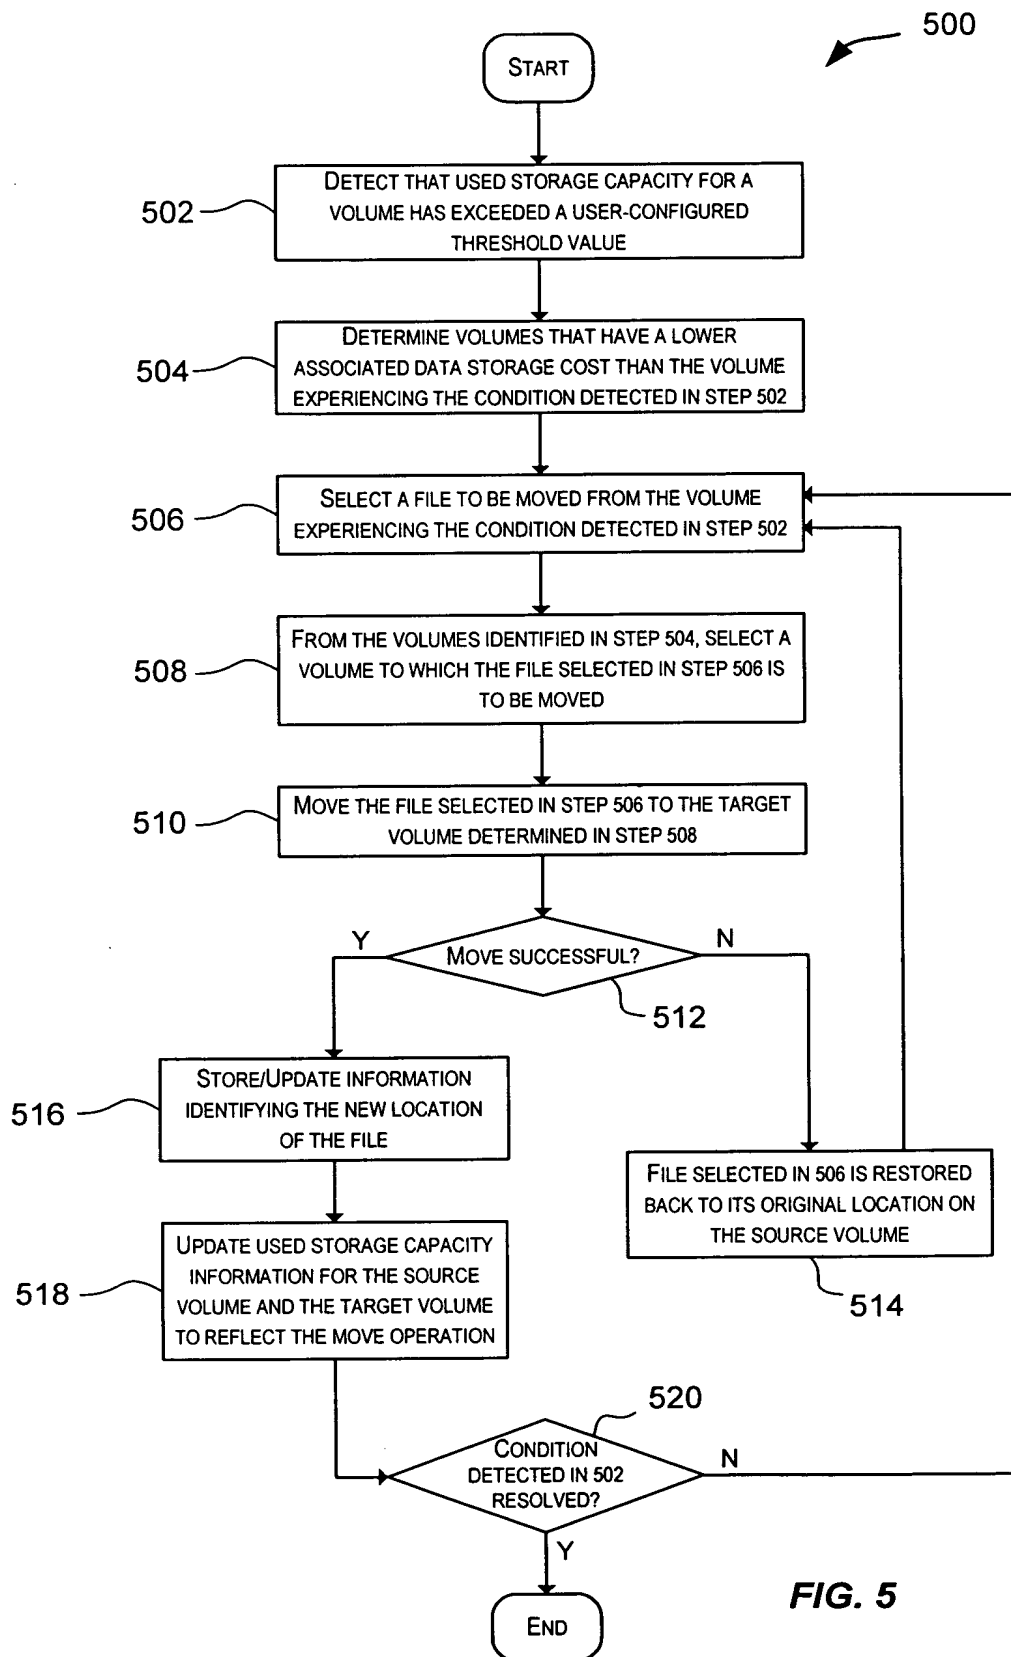 500
START
502
DETECT THAT USED STORAGE CAPACITY FOR A
VOLUME HAS EXCEEDED A USER-CONFIGURED
THRESHOLD VALUE
504
DETERMINE VOLUMES THAT HAVE A LOWER
ASSOCIATED DATA STORAGE COST THAN THE VOLUME
EXPERIENCING THE CONDITION DETECTED IN STEP 502
506
SELECT A FILE TO BE MOVED FROM THE VOLUME
EXPERIENCING THE CONDITION DETECTED IN STEP 502
508
FROM THE VOLUMES IDENTIFIED IN STEP 504, SELECT A
VOLUME TO WHICH THE FILE SELECTED IN STEP 506 IS
TO BE MOVED
510
MOVE THE FILE SELECTED IN STEP 506 TO THE TARGET
VOLUME DETERMINED IN STEP 508
Y
MOVE SUCCESSFUL?
N
512
516
STORE/UPDATE INFORMATION
IDENTIFYING THE NEW LOCATION
OF THE FILE
FILE SELECTED IN 506 IS RESTORED
BACK TO ITS ORIGINAL LOCATION ON
THE SOURCE VOLUME
514
518
UPDATE USED STORAGE CAPACITY
INFORMATION FOR THE SOURCE
VOLUME AND THE TARGET VOLUME
TO REFLECT THE MOVE OPERATION
520
CONDITION
DETECTED IN 502
RESOLVED?
N
Y
END
FIG. 5